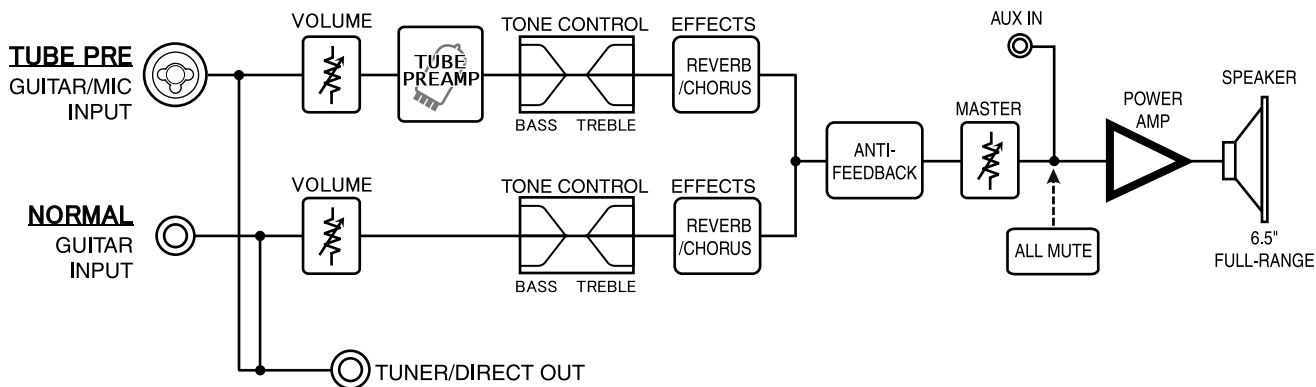 VOLUME
TONE CONTROL
EFFECTS
AUX IN
TUBE PRE
GUITAR/MIC
INPUT
TUBE
PREAMP
REVERB
/CHORUS
BASS
TREBLE
MASTER
POWER
AMP
SPEAKER
ANTI-
FEEDBACK
VOLUME
TONE CONTROL
EFFECTS
NORMAL
GUITAR
INPUT
REVERB
/CHORUS
BASS
TREBLE
ALL MUTE
6.5"
FULL-RANGE
TUNER/DIRECT OUT